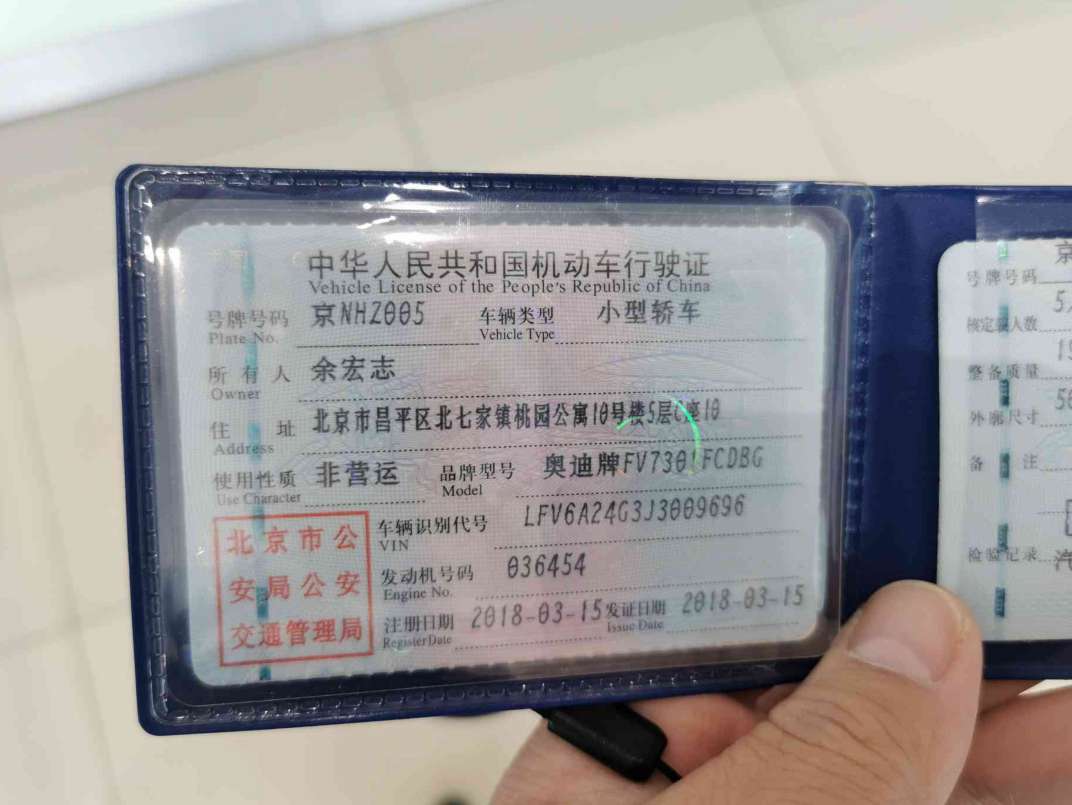 中华人民共和国机动车行驶证
Vehicle License of the People's Republic of China
号牌号码 京NHZ005 车辆类型 小型轿车
Plate No. Vehicle Type
所有人 余宏志
Owner
住址 北京市昌平区北七家镇桃园公寓10号楼5层C座10
Address
使用性质 非营运 品牌型号 奥迪牌FV7301FCDBG
Use Character Model
北京市公安局公安交通管理局
车辆识别代号 LFV6A24G3J3009696
VIN
发动机号码 036454
Engine No.
注册日期 2018-03-15 发证日期 2018-03-15
Register Date Issue Date
京
号牌号码
核定载人数 5
整备质量 19
外廓尺寸 50
备注
检验记录 汽